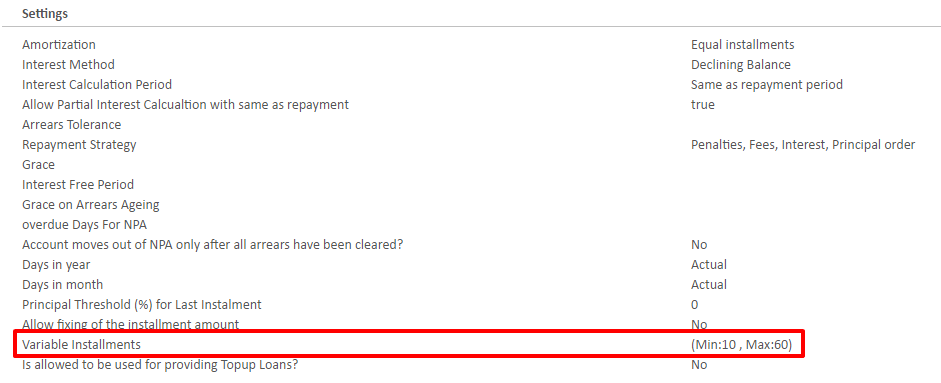 Settings
Amortization Equal installments
Interest Method Declining Balance
Interest Calculation Period Same as repayment period
Allow Partial Interest Calcualtion with same as repayment true
Arrears Tolerance
Repayment Strategy Penalties, Fees, Interest, Principal order
Grace
Interest Free Period
Grace on Arrears Ageing
overdue Days For NPA
Account moves out of NPA only after all arrears have been cleared? No
Days in year Actual
Days in month Actual
Principal Threshold (%) for Last Instalment 0
Allow fixing of the installment amount No
Variable Installments (Min:10 , Max:60)
Is allowed to be used for providing Topup Loans? No